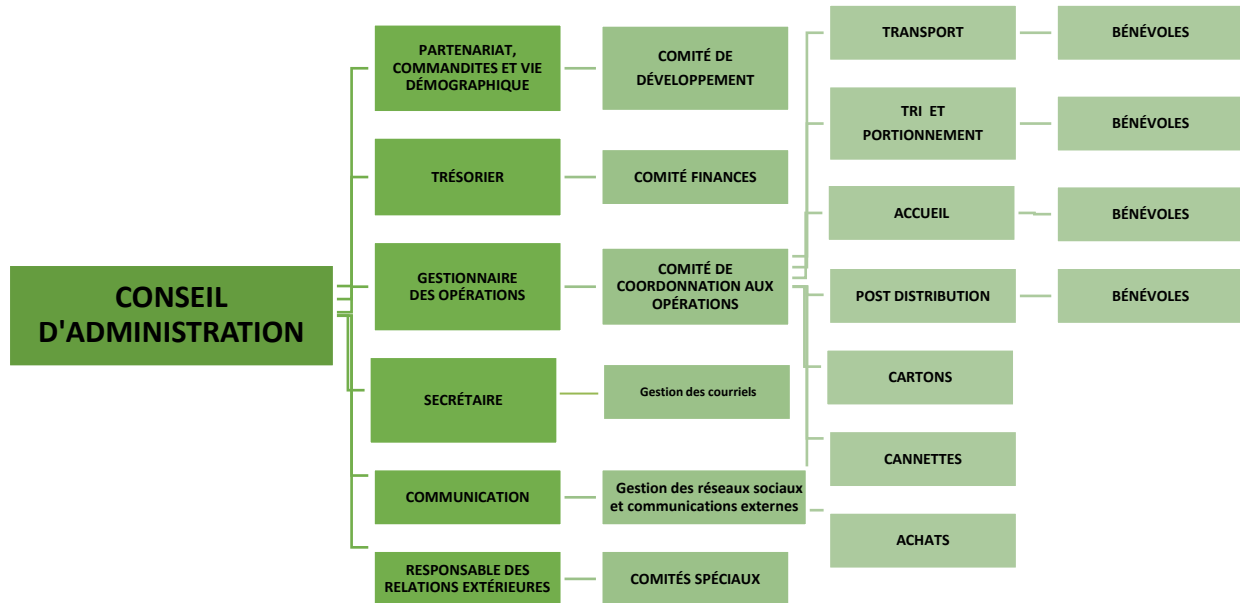 CONSEIL
D'ADMINISTRATION
PARTENARIAT,
COMMANDITES ET VIE
DÉMOGRAPHIQUE
COMITÉ DE
DÉVELOPPEMENT
TRÉSORIER
COMITÉ FINANCES
GESTIONNAIRE
DES OPÉRATIONS
COMITÉ DE
COORDONNATION AUX
OPÉRATIONS
TRANSPORT
BÉNÉVOLES
TRI ET
PORTIONNEMENT
BÉNÉVOLES
ACCUEIL
BÉNÉVOLES
POST DISTRIBUTION
BÉNÉVOLES
CARTONS
CANNETTES
ACHATS
SECRÉTAIRE
Gestion des courriels
COMMUNICATION
Gestion des réseaux sociaux
et communications externes
RESPONSABLE DES
RELATIONS EXTÉRIEURES
COMITÉS SPÉCIAUX